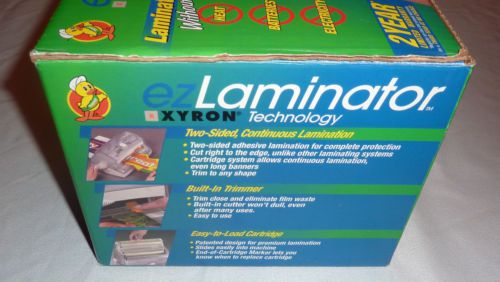 Laminator
Without
HEAT
BATTERIES
ELECTRICITY
2 YEAR
ezLaminator™
XYRON® Technology
Two-Sided, Continuous Lamination
• Two-sided adhesive lamination for complete protection
• Cut right to the edge, unlike other laminating systems
• Cartridge system allows continuous lamination,
even long banners
• Trim to any shape
Built-In Trimmer
• Trim close and eliminate film waste
• Built-in cutter won't dull, even
after many uses.
• Easy to use
Easy-to-Load Cartridge
• Patented design for premium lamination
• Slides easily into machine
• End-of-Cartridge Marker lets you
know when to replace cartridge